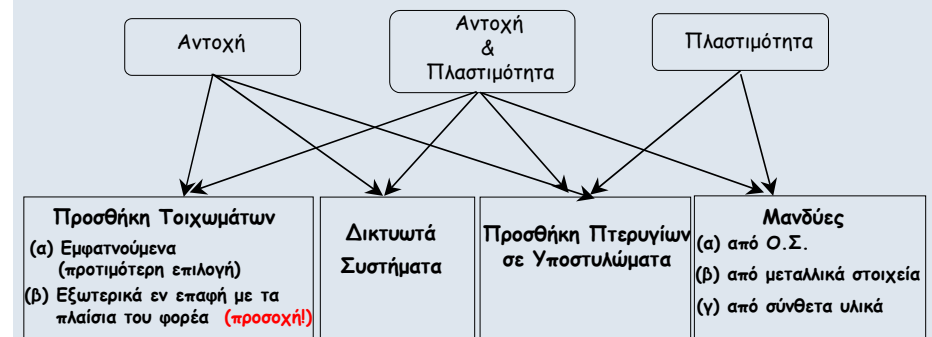 Αντοχή
Αντοχή
&
Πλαστιμότητα
Πλαστιμότητα
Προσθήκη Τοιχωμάτων
(α) Εμφατνούμενα
(προτιμότερη επιλογή)
(β) Εξωτερικά εν επαφή με τα
πλαίσια του φορέα (προσοχή!)
Δικτυωτά
Συστήματα
Προσθήκη Πτερυγίων
σε Υποστυλώματα
Μανδύες
(α) από Ο.Σ.
(β) από μεταλλικά στοιχεία
(γ) από σύνθετα υλικά